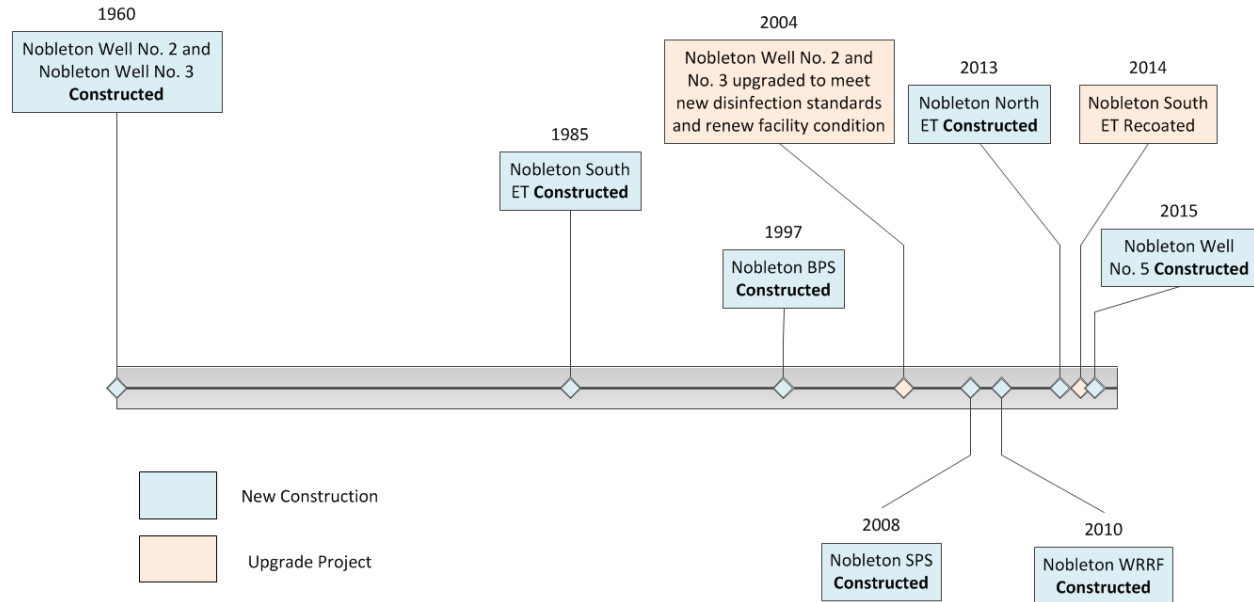 1960
Nobleton Well No. 2 and
Nobleton Well No. 3
Constructed
1985
Nobleton South
ET Constructed
1997
Nobleton BPS
Constructed
2004
Nobleton Well No. 2 and
No. 3 upgraded to meet
new disinfection standards
and renew facility condition
2013
Nobleton North
ET Constructed
2014
Nobleton South
ET Recoated
2015
Nobleton Well
No. 5 Constructed
2008
Nobleton SPS
Constructed
2010
Nobleton WRRF
Constructed
New Construction
Upgrade Project